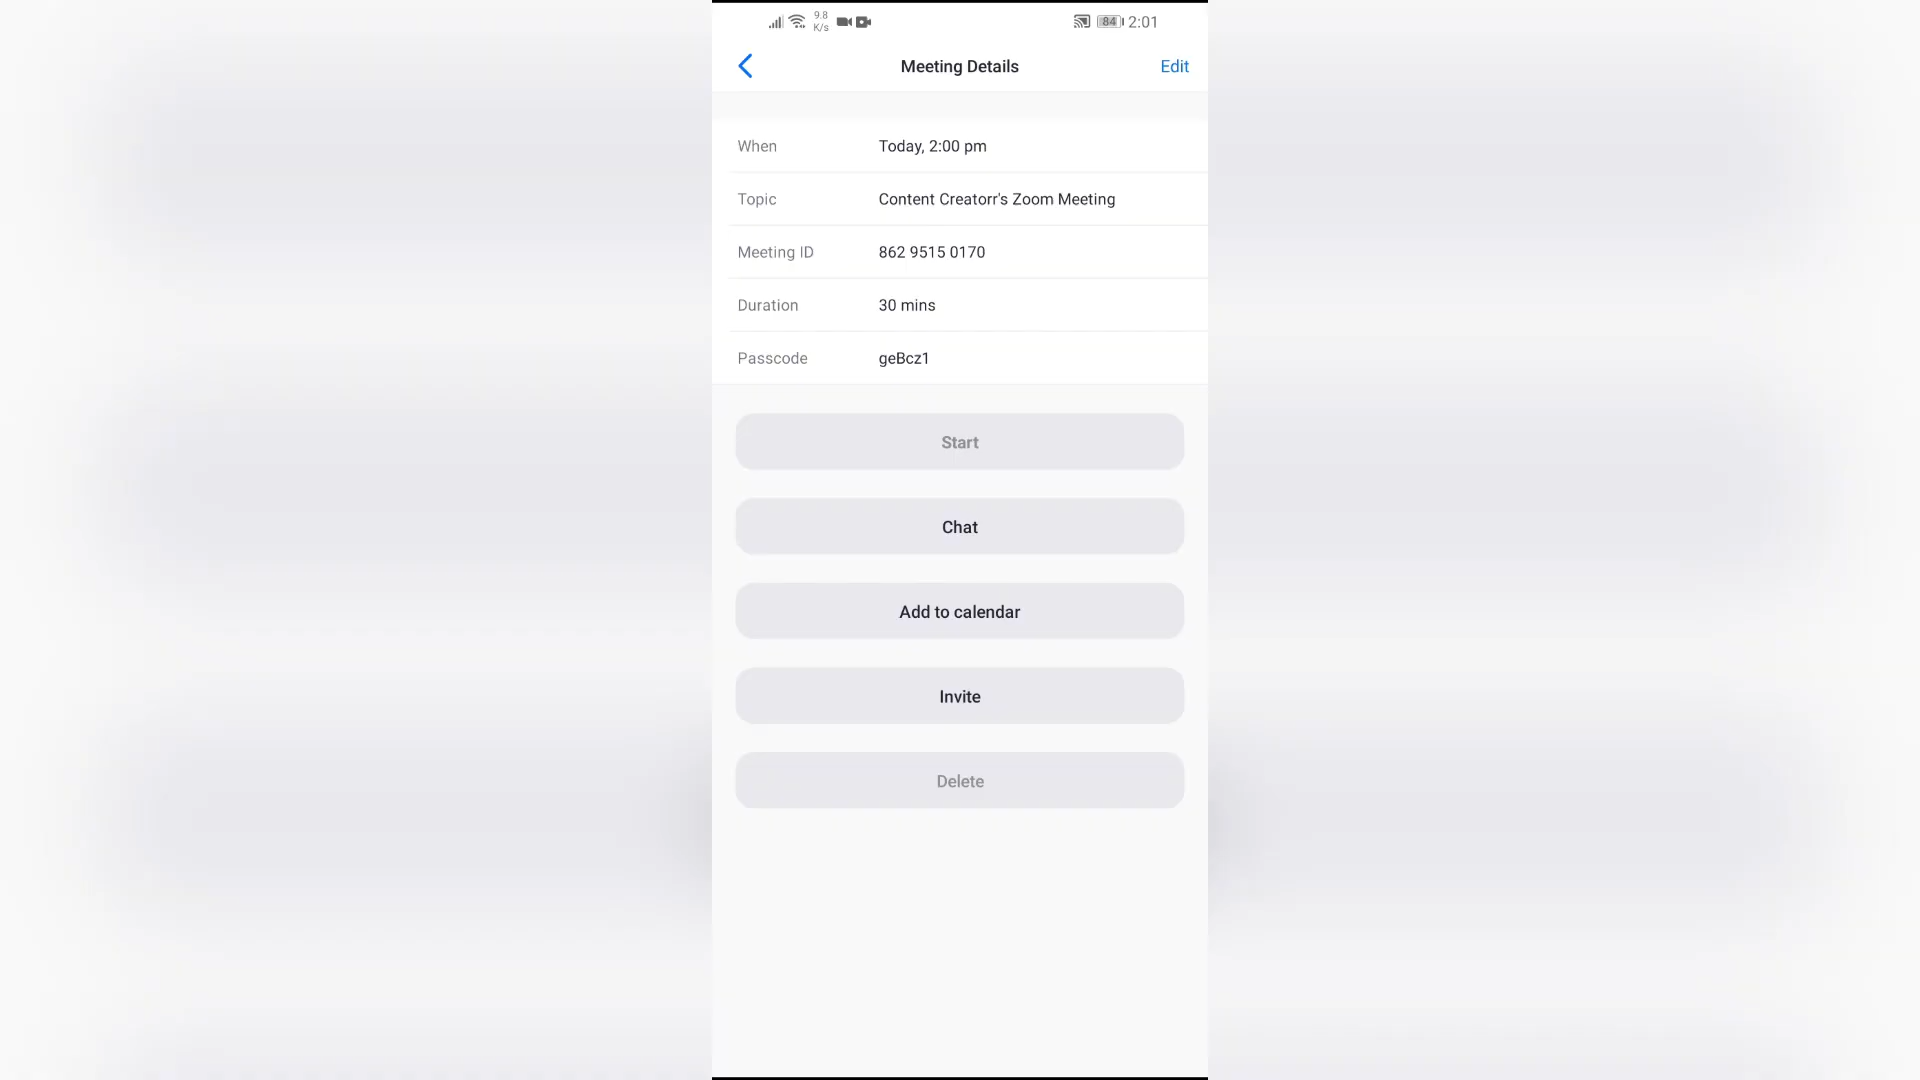 9.8
K/s
84
2:01
Meeting Details
Edit
When
Today, 2:00 pm
Topic
Content Creatorr's Zoom Meeting
Meeting ID
862 9515 0170
Duration
30 mins
Passcode
geBcz1
Start
Chat
Add to calendar
Invite
Delete